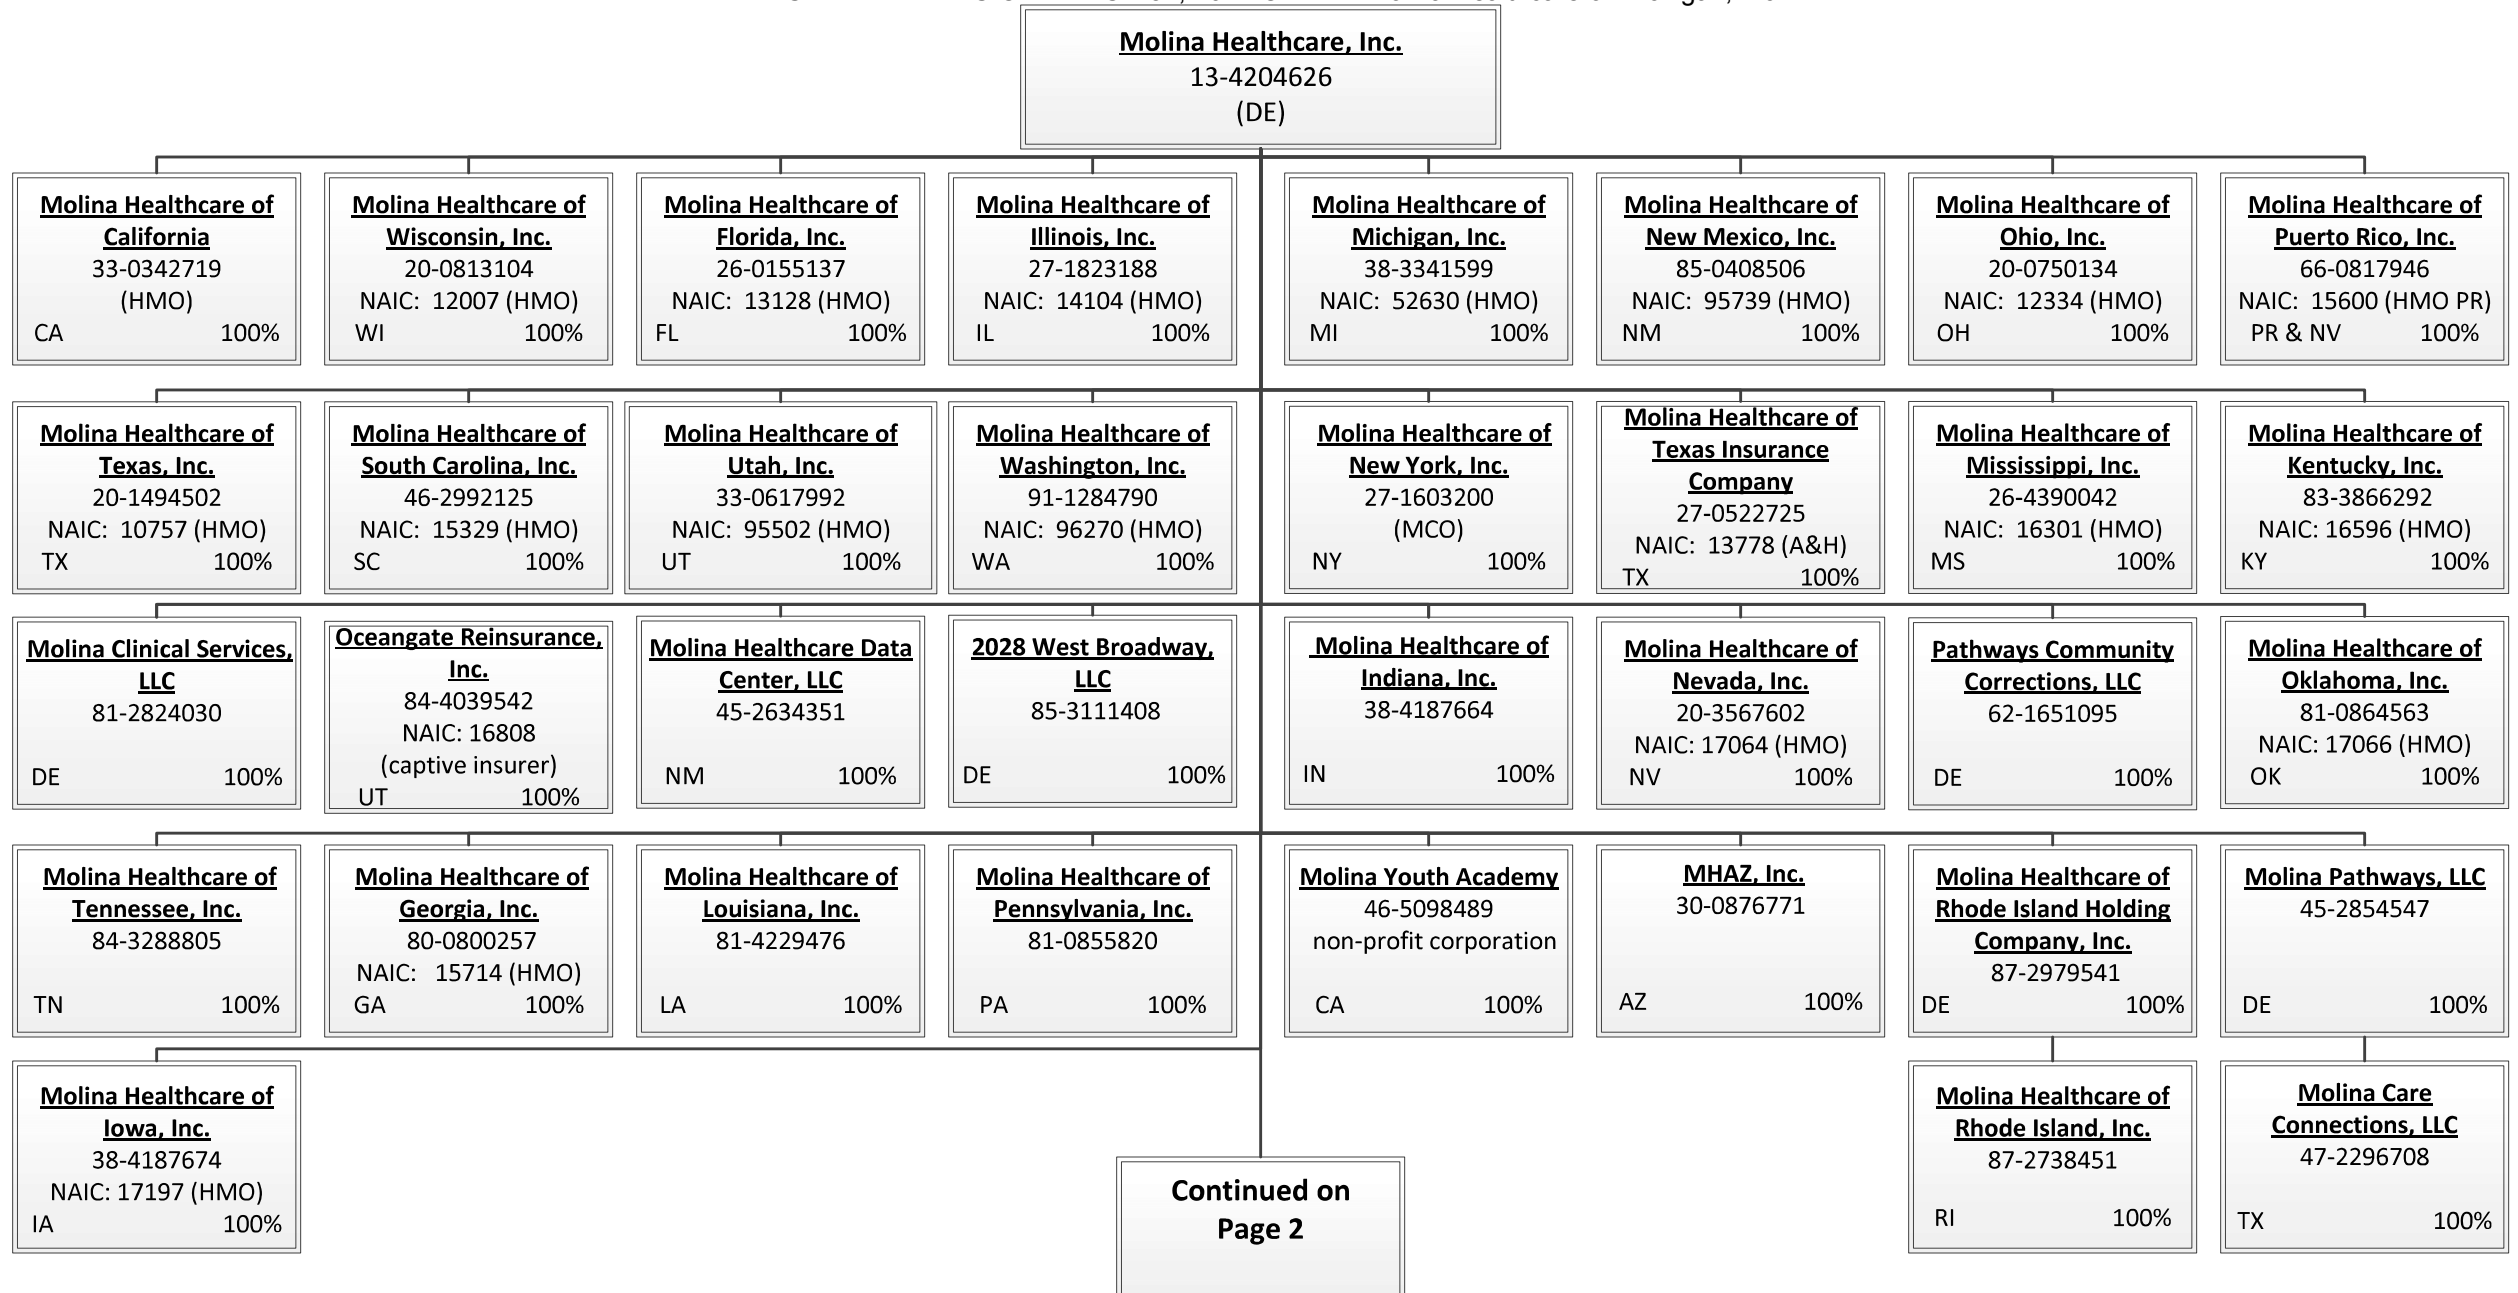 Molina Healthcare, Inc.
13-4204626
(DE)
Molina Healthcare of
California
33-0342719
(HMO)
CA 100%
Molina Healthcare of
Wisconsin, Inc.
20-0813104
NAIC: 12007 (HMO)
WI 100%
Molina Healthcare of
Florida, Inc.
26-0155137
NAIC: 13128 (HMO)
FL 100%
Molina Healthcare of
Illinois, Inc.
27-1823188
NAIC: 14104 (HMO)
IL 100%
Molina Healthcare of
Michigan, Inc.
38-3341599
NAIC: 52630 (HMO)
MI 100%
Molina Healthcare of
New Mexico, Inc.
85-0408506
NAIC: 95739 (HMO)
NM 100%
Molina Healthcare of
Ohio, Inc.
20-0750134
NAIC: 12334 (HMO)
OH 100%
Molina Healthcare of
Puerto Rico, Inc.
66-0817946
NAIC: 15600 (HMO PR)
PR & NV 100%
Molina Healthcare of
Texas, Inc.
20-1494502
NAIC: 10757 (HMO)
TX 100%
Molina Healthcare of
South Carolina, Inc.
46-2992125
NAIC: 15329 (HMO)
SC 100%
Molina Healthcare of
Utah, Inc.
33-0617992
NAIC: 95502 (HMO)
UT 100%
Molina Healthcare of
Washington, Inc.
91-1284790
NAIC: 96270 (HMO)
WA 100%
Molina Healthcare of
New York, Inc.
27-1603200
(MCO)
NY 100%
Molina Healthcare of
Texas Insurance
Company
27-0522725
NAIC: 13778 (A&H)
TX 100%
Molina Healthcare of
Mississippi, Inc.
26-4390042
NAIC: 16301 (HMO)
MS 100%
Molina Healthcare of
Kentucky, Inc.
83-3866292
NAIC: 16596 (HMO)
KY 100%
Molina Clinical Services,
LLC
81-2824030
DE 100%
Oceangate Reinsurance,
Inc.
84-4039542
NAIC: 16808
(captive insurer)
UT 100%
Molina Healthcare Data
Center, LLC
45-2634351
NM 100%
2028 West Broadway,
LLC
85-3111408
DE 100%
Molina Healthcare of
Indiana, Inc.
38-4187664
IN 100%
Molina Healthcare of
Nevada, Inc.
20-3567602
NAIC: 17064 (HMO)
NV 100%
Pathways Community
Corrections, LLC
62-1651095
DE 100%
Molina Healthcare of
Oklahoma, Inc.
81-0864563
NAIC: 17066 (HMO)
OK 100%
Molina Healthcare of
Tennessee, Inc.
84-3288805
TN 100%
Molina Healthcare of
Georgia, Inc.
80-0800257
NAIC: 15714 (HMO)
GA 100%
Molina Healthcare of
Louisiana, Inc.
81-4229476
LA 100%
Molina Healthcare of
Pennsylvania, Inc.
81-0855820
PA 100%
Molina Youth Academy
46-5098489
non-profit corporation
CA 100%
MHAZ, Inc.
30-0876771
AZ 100%
Molina Healthcare of
Rhode Island Holding
Company, Inc.
87-2979541
DE 100%
Molina Pathways, LLC
45-2854547
DE 100%
Molina Healthcare of
Iowa, Inc.
38-4187674
NAIC: 17197 (HMO)
IA 100%
Continued on
Page 2
Molina Healthcare of
Rhode Island, Inc.
87-2738451
RI 100%
Molina Care
Connections, LLC
47-2296708
TX 100%